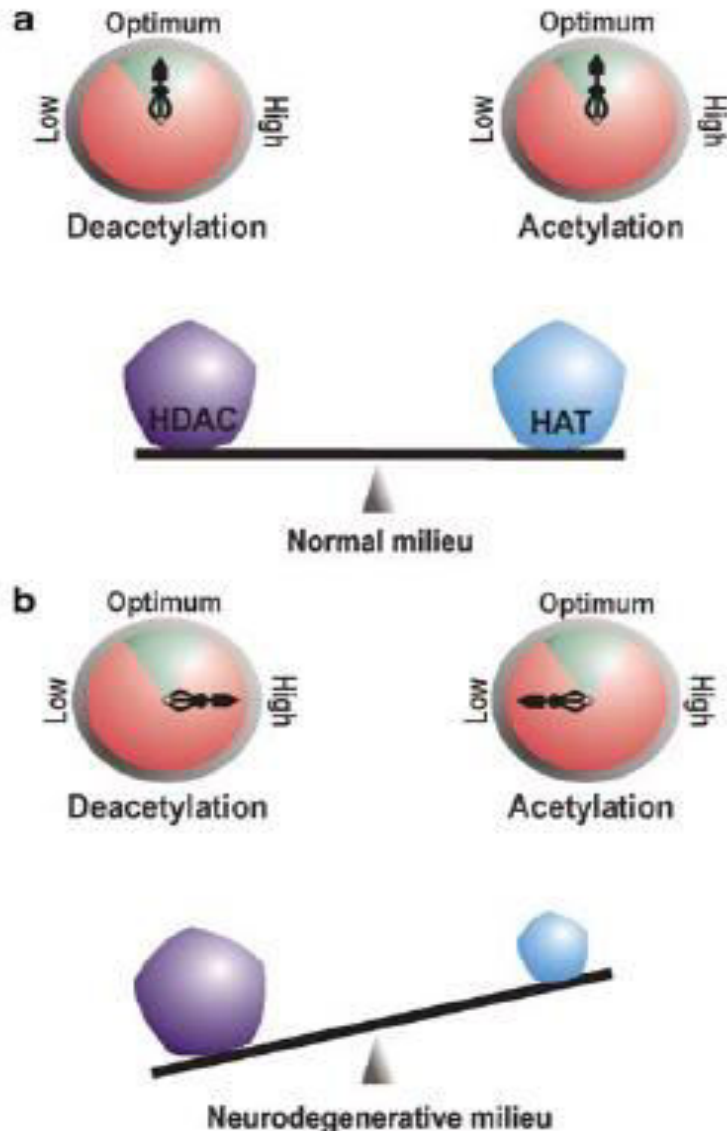 a
Optimum
Optimum
Low
High
Low
High
Deacetylation
Acetylation
HDAC
HAT
Normal milieu
b
Optimum
Optimum
Low
High
Low
High
Deacetylation
Acetylation
Neurodegenerative milieu